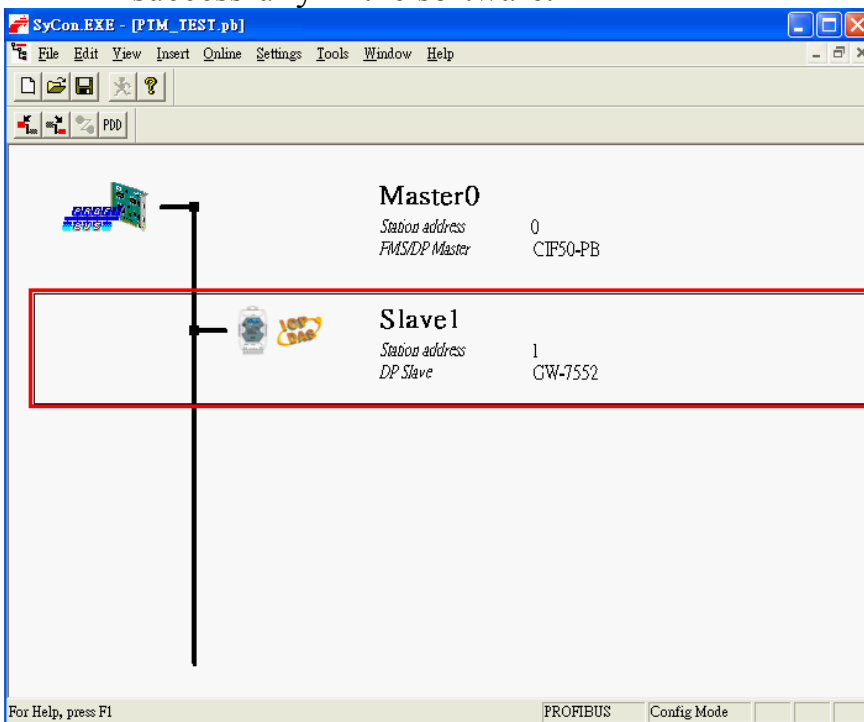 SyCon.EXE - [PTM_TEST.pb]
File Edit View Insert Online Settings Tools Window Help
PDD
Master0
Station address 0
FMS/DP Master CIF50-PB
ICP
DAS
Slave1
Station address 1
DP Slave GW-7552
For Help, press F1 PROFIBUS Config Mode